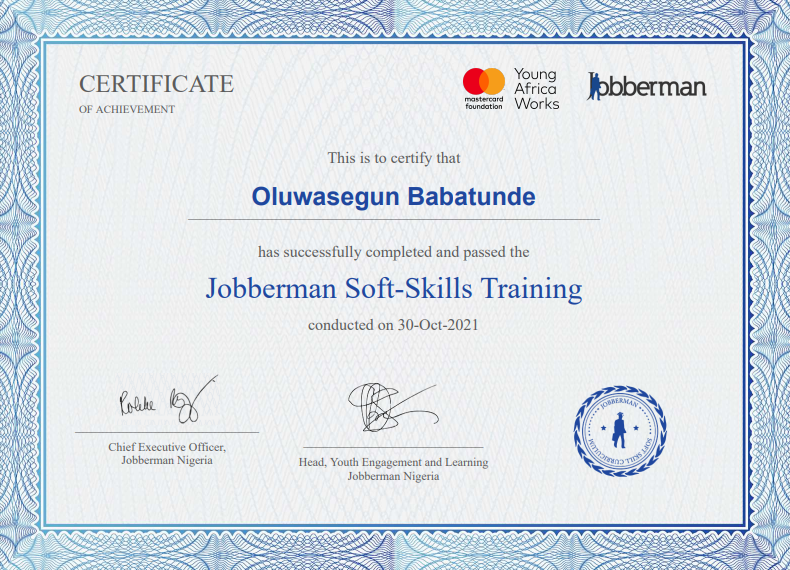 CERTIFICATE
OF ACHIEVEMENT
mastercard
foundation
Young
Africa
Works
Jobberman
This is to certify that
Oluwasegun Babatunde
has successfully completed and passed the
Jobberman Soft-Skills Training
conducted on 30-Oct-2021
Chief Executive Officer,
Jobberman Nigeria
Head, Youth Engagement and Learning
Jobberman Nigeria
JOBBERMAN
SOFT SKILL CURRICULUM